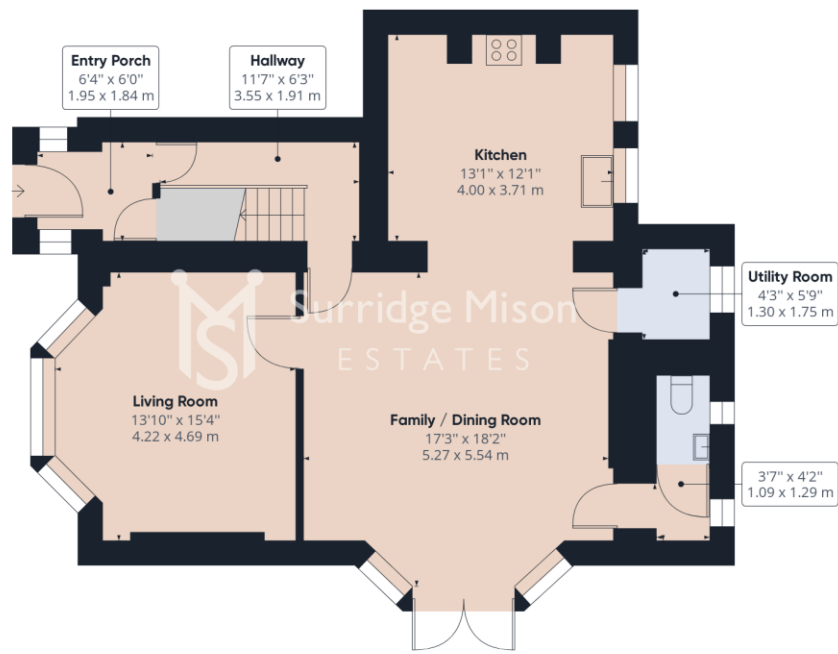 Entry Porch
6'4" x 6'0"
1.95 x 1.84 m
Hallway
11'7" x 6'3"
3.55 x 1.91 m
Kitchen
13'1" x 12'1"
4.00 x 3.71 m
Utility Room
4'3" x 5'9"
1.30 x 1.75 m
Surridge Mison
ESTATES
Living Room
13'10" x 15'4"
4.22 x 4.69 m
Family / Dining Room
17'3" x 18'2"
5.27 x 5.54 m
3'7" x 4'2"
1.09 x 1.29 m